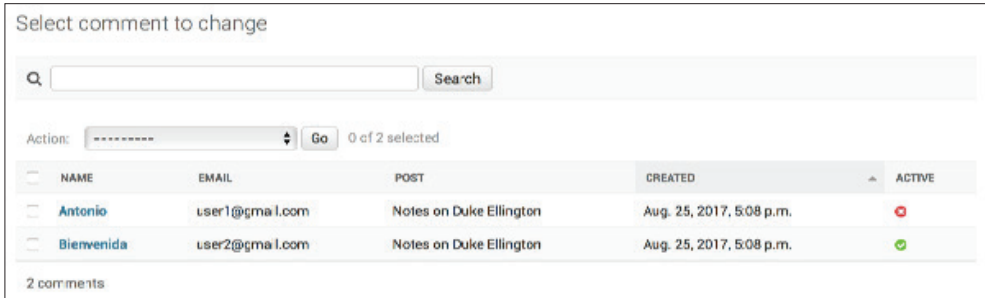 Select comment to change
Search
Action: --------- Go 0 of 2 selected
NAME EMAIL POST CREATED ACTIVE
Antonio user1@gmail.com Notes on Duke Ellington Aug. 25, 2017, 5:08 p.m.
Bienvenida user2@gmail.com Notes on Duke Ellington Aug. 25, 2017, 5:08 p.m.
2 comments